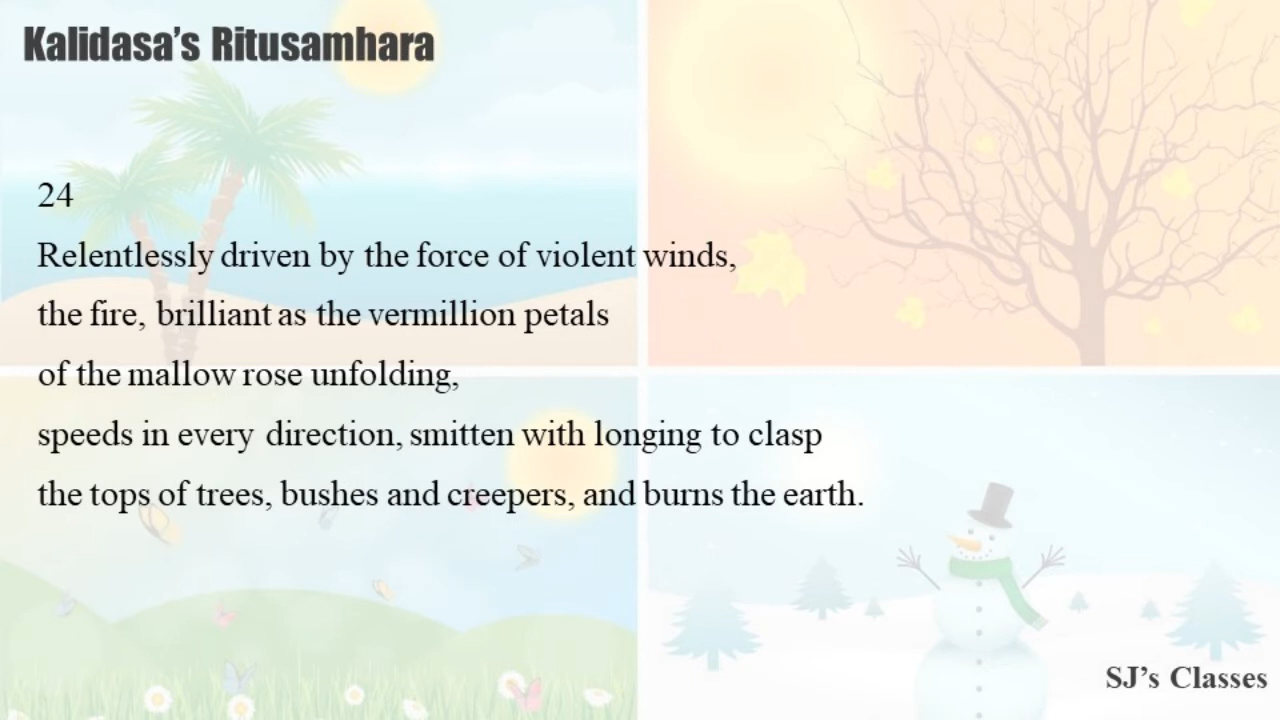 Kalidasa’s Ritusamhara
24
Relentlessly driven by the force of violent winds,
the fire, brilliant as the vermillion petals
of the mallow rose unfolding,
speeds in every direction, smitten with longing to clasp
the tops of trees, bushes and creepers, and burns the earth.
SJ’s Classes